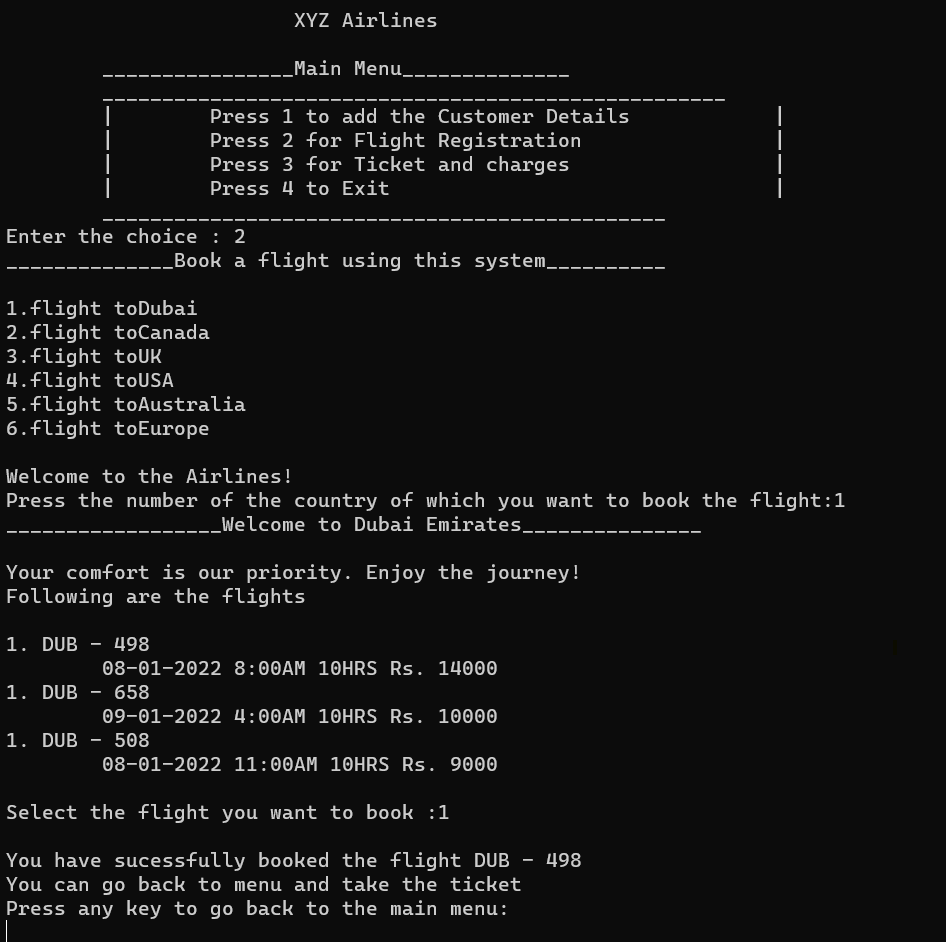 XYZ Airlines
________________Main Menu______________
____________________________________________________
|        Press 1 to add the Customer Details            |
|        Press 2 for Flight Registration                |
|        Press 3 for Ticket and charges                 |
|        Press 4 to Exit                                |
_______________________________________________
Enter the choice : 2
______________Book a flight using this system__________
1.flight toDubai
2.flight toCanada
3.flight toUK
4.flight toUSA
5.flight toAustralia
6.flight toEurope
Welcome to the Airlines!
Press the number of the country of which you want to book the flight:1
__________________Welcome to Dubai Emirates_______________
Your comfort is our priority. Enjoy the journey!
Following are the flights
1. DUB - 498
08-01-2022 8:00AM 10HRS Rs. 14000
1. DUB - 658
09-01-2022 4:00AM 10HRS Rs. 10000
1. DUB - 508
08-01-2022 11:00AM 10HRS Rs. 9000
Select the flight you want to book :1
You have sucessfully booked the flight DUB - 498
You can go back to menu and take the ticket
Press any key to go back to the main menu: